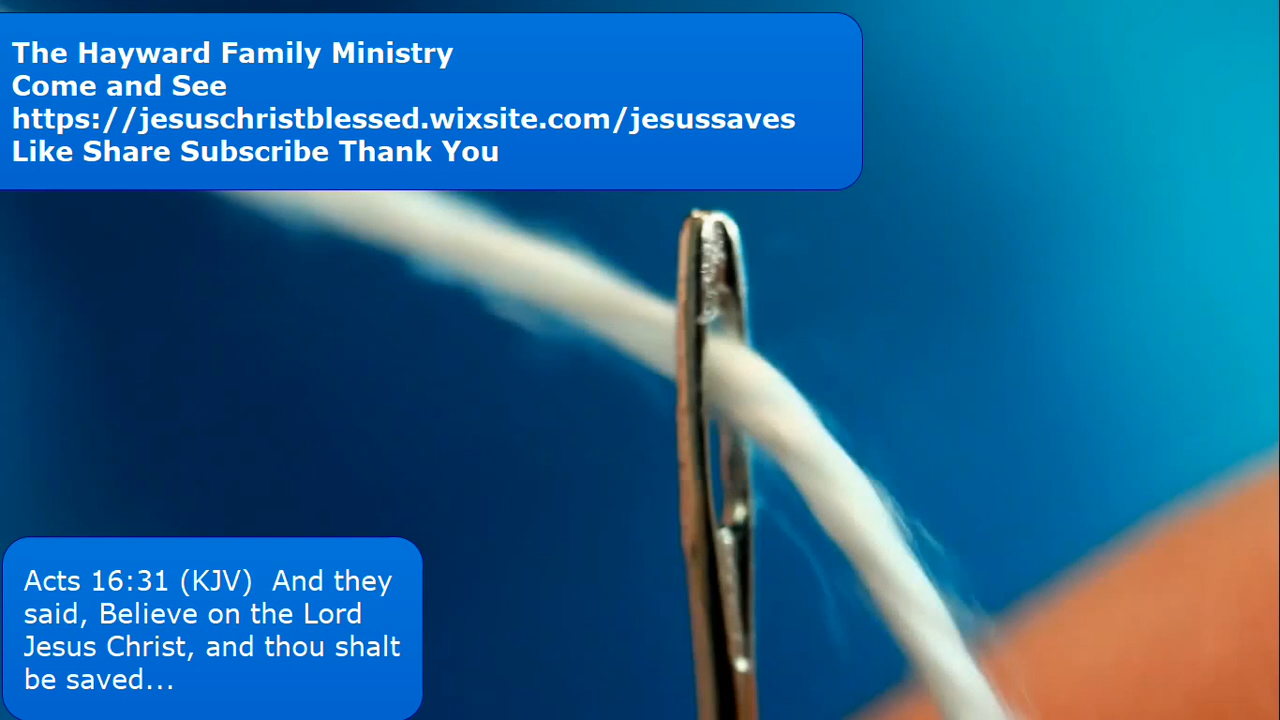 The Hayward Family Ministry
Come and See
https://jesuschristblessed.wixsite.com/jesussaves
Like Share Subscribe Thank You
Acts 16:31 (KJV)  And they
said, Believe on the Lord
Jesus Christ, and thou shalt
be saved...